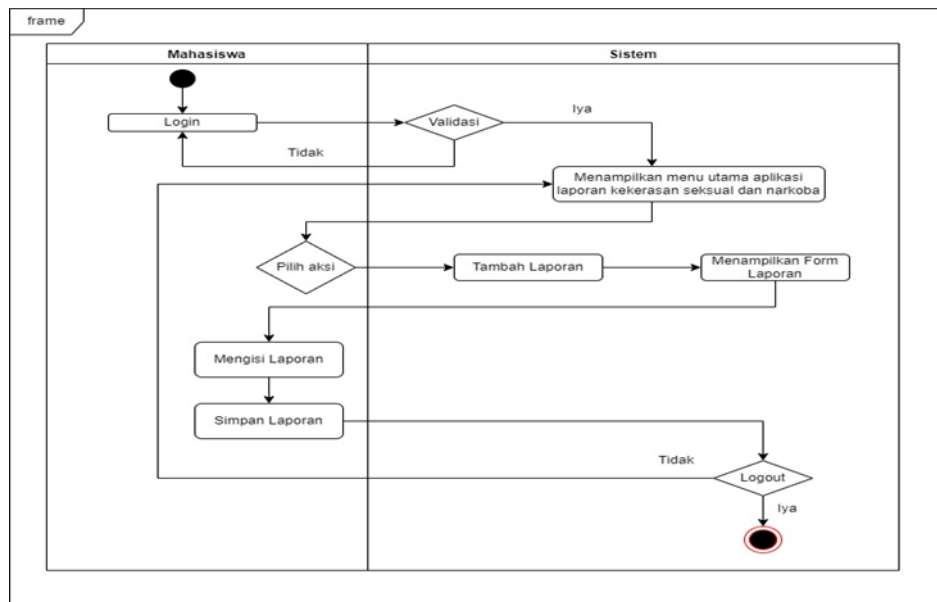 frame
Mahasiswa
Sistem
Login
Validasi
Iya
Tidak
Menampilkan menu utama aplikasi
laporan kekerasan seksual dan narkoba
Pilih aksi
Tambah Laporan
Menampilkan Form
Laporan
Mengisi Laporan
Simpan Laporan
Tidak
Logout
Iya